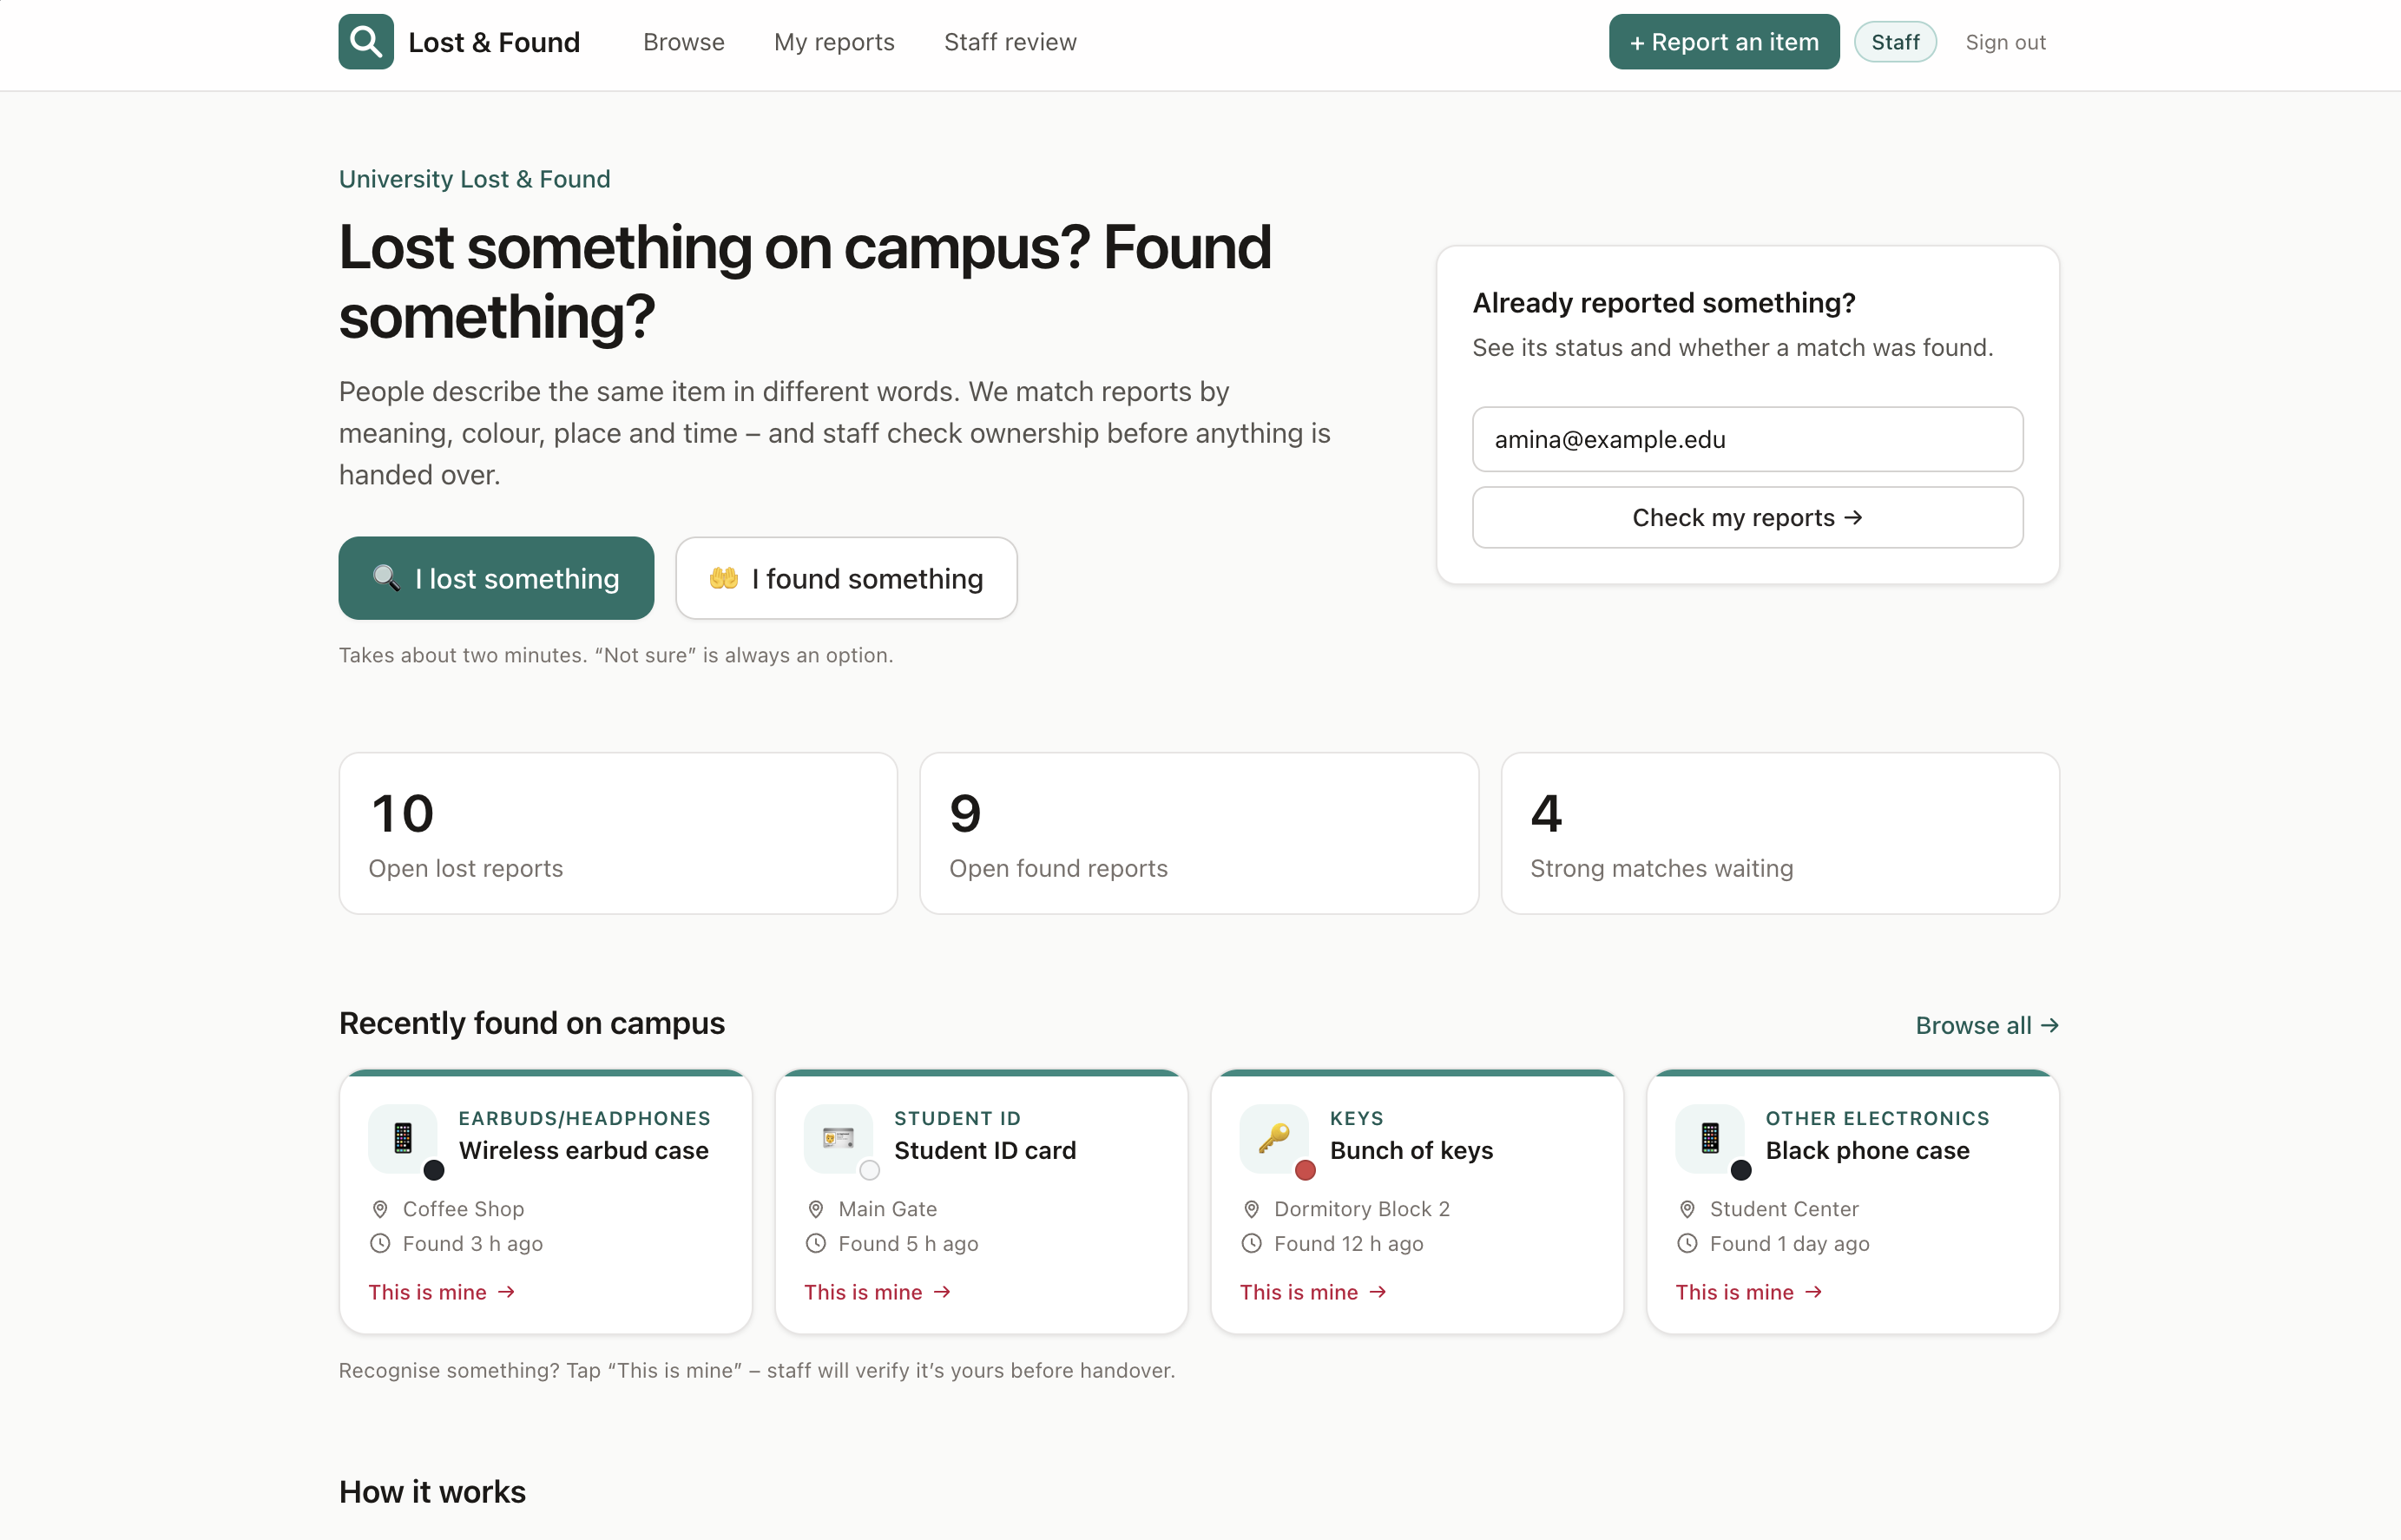 Lost & Found
Browse
My reports
Staff review
+ Report an item
Staff
Sign out
University Lost & Found
Lost something on campus? Found
something?
People describe the same item in different words. We match reports by
meaning, colour, place and time – and staff check ownership before anything is
handed over.
I lost something
I found something
Takes about two minutes. “Not sure” is always an option.
Already reported something?
See its status and whether a match was found.
amina@example.edu
Check my reports →
10
Open lost reports
9
Open found reports
4
Strong matches waiting
Recently found on campus
Browse all →
EARBUDS/HEADPHONES
Wireless earbud case
Coffee Shop
Found 3 h ago
This is mine →
STUDENT ID
Student ID card
Main Gate
Found 5 h ago
This is mine →
KEYS
Bunch of keys
Dormitory Block 2
Found 12 h ago
This is mine →
OTHER ELECTRONICS
Black phone case
Student Center
Found 1 day ago
This is mine →
Recognise something? Tap “This is mine” – staff will verify it’s yours before handover.
How it works